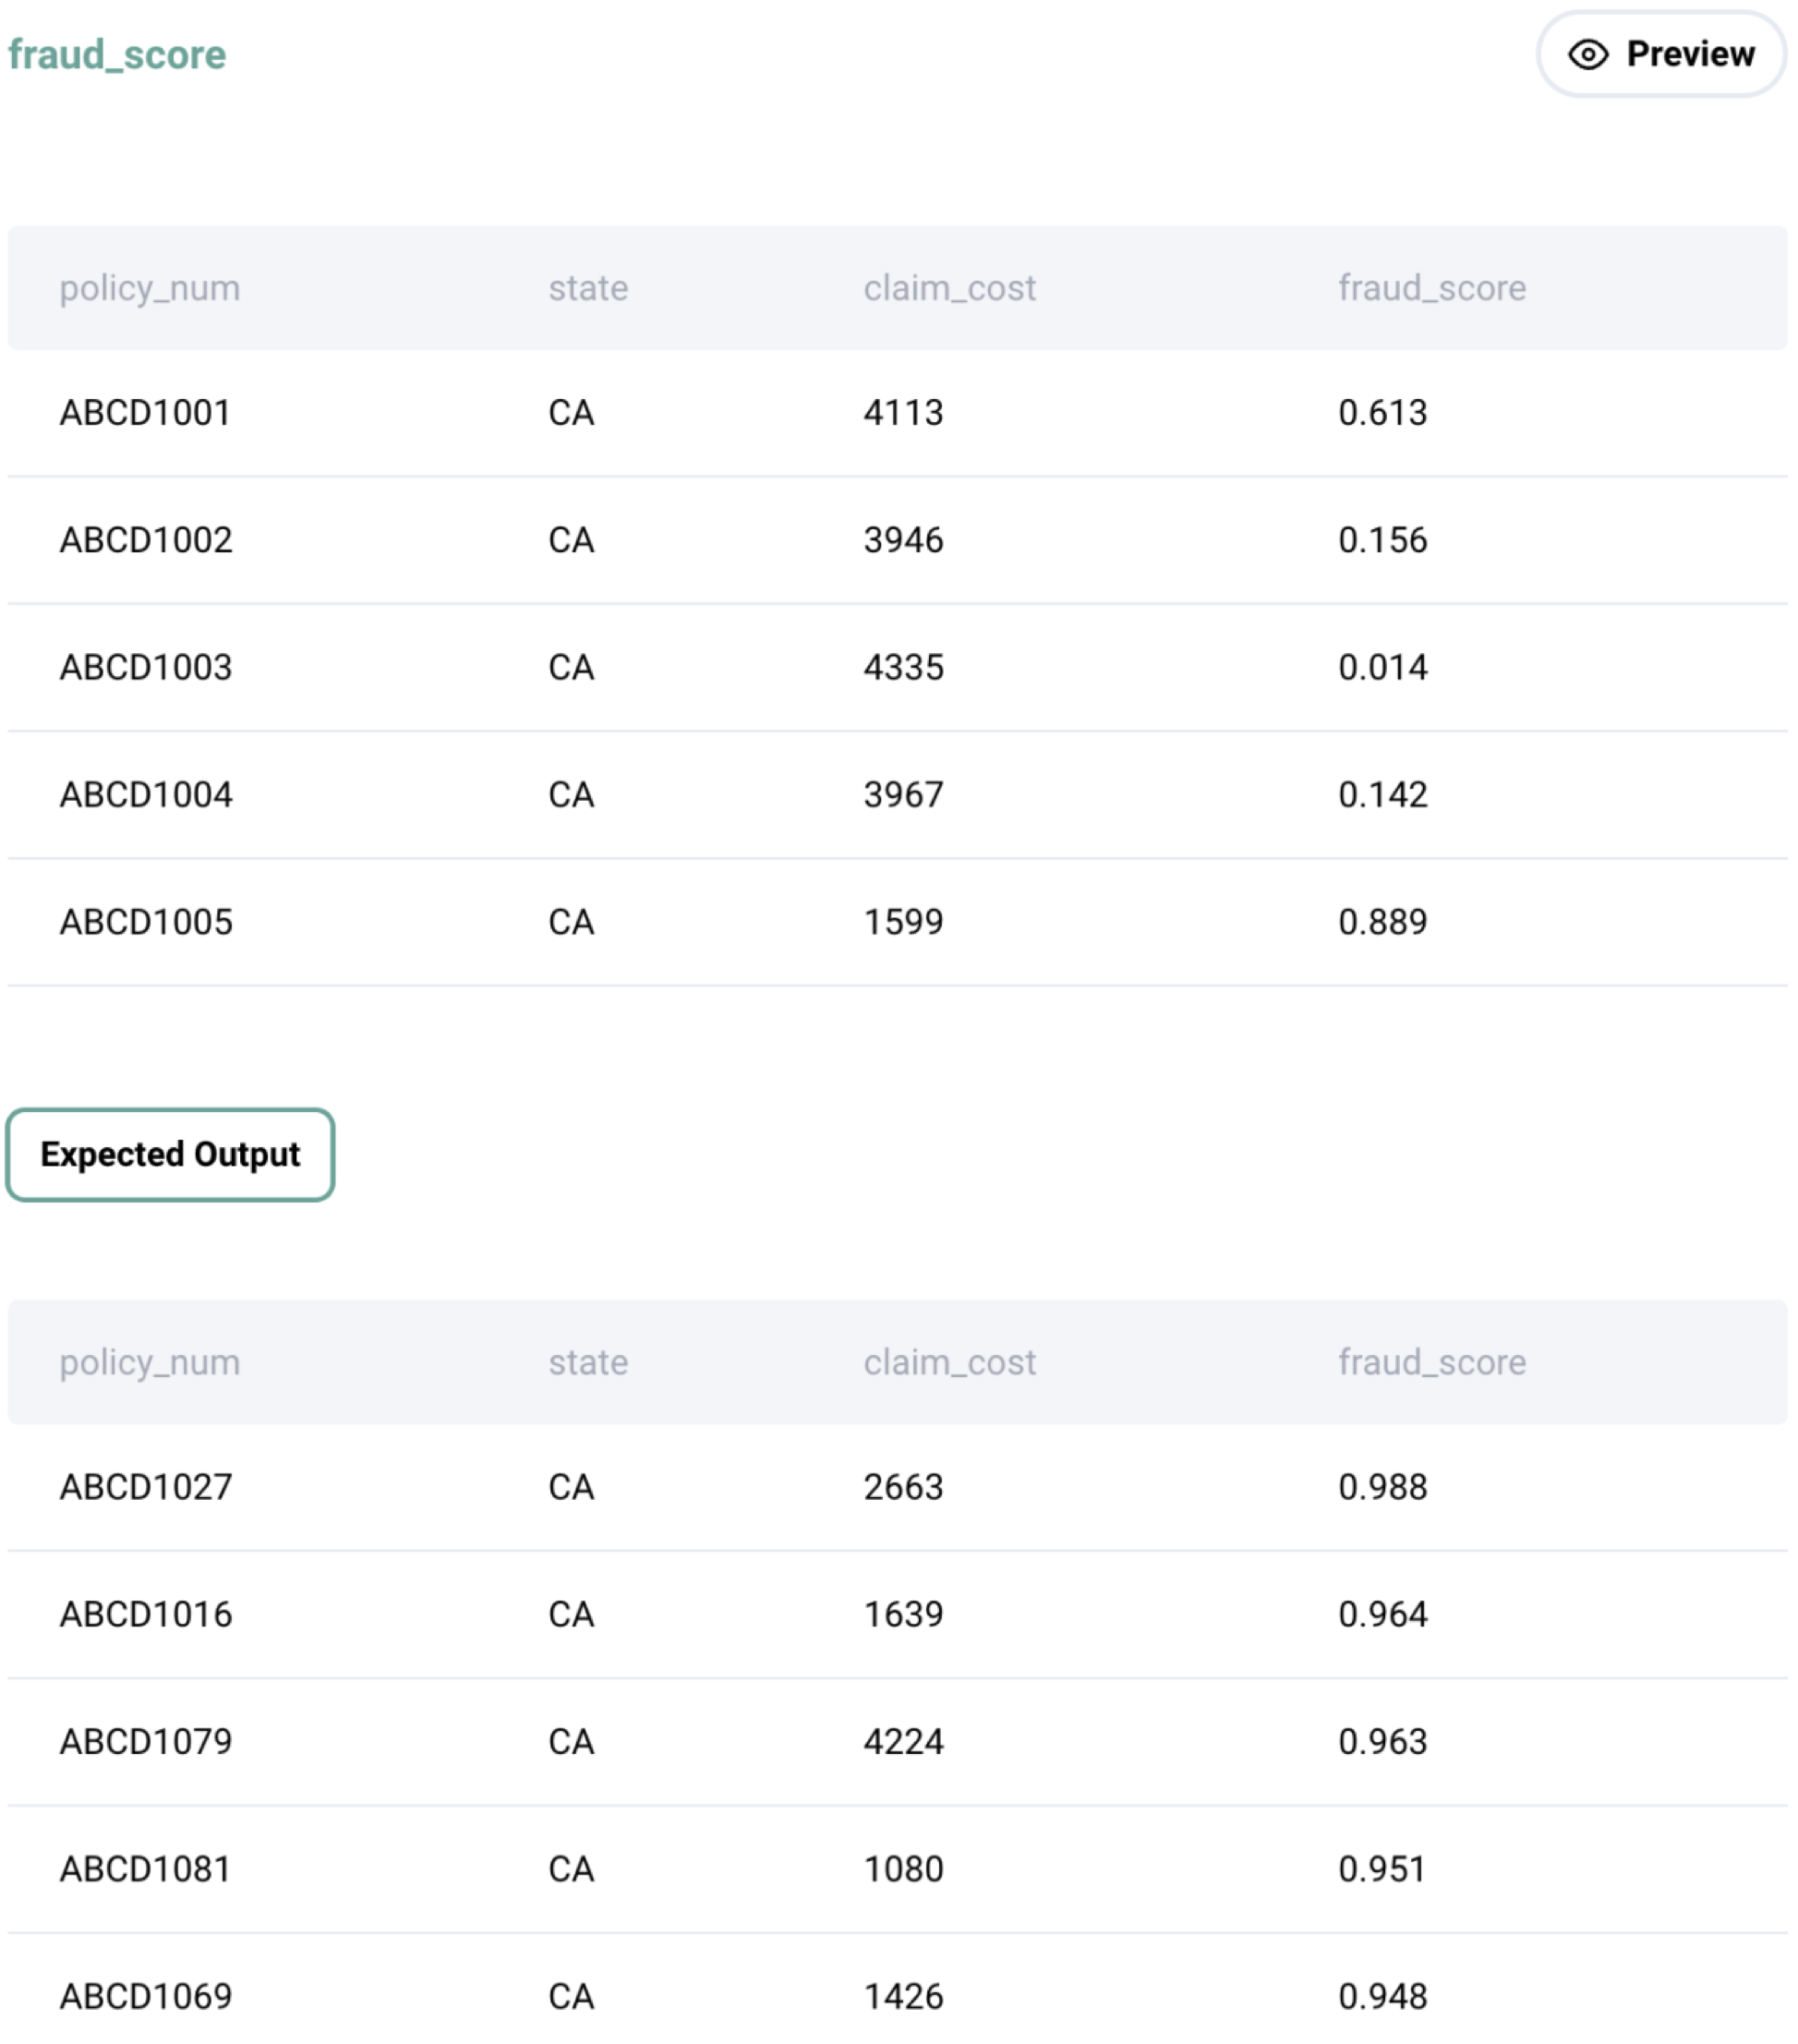 fraud_score Preview
policy_num state claim_cost fraud_score
ABCD1001 CA 4113 0.613
ABCD1002 CA 3946 0.156
ABCD1003 CA 4335 0.014
ABCD1004 CA 3967 0.142
ABCD1005 CA 1599 0.889
Expected Output
policy_num state claim_cost fraud_score
ABCD1027 CA 2663 0.988
ABCD1016 CA 1639 0.964
ABCD1079 CA 4224 0.963
ABCD1081 CA 1080 0.951
ABCD1069 CA 1426 0.948